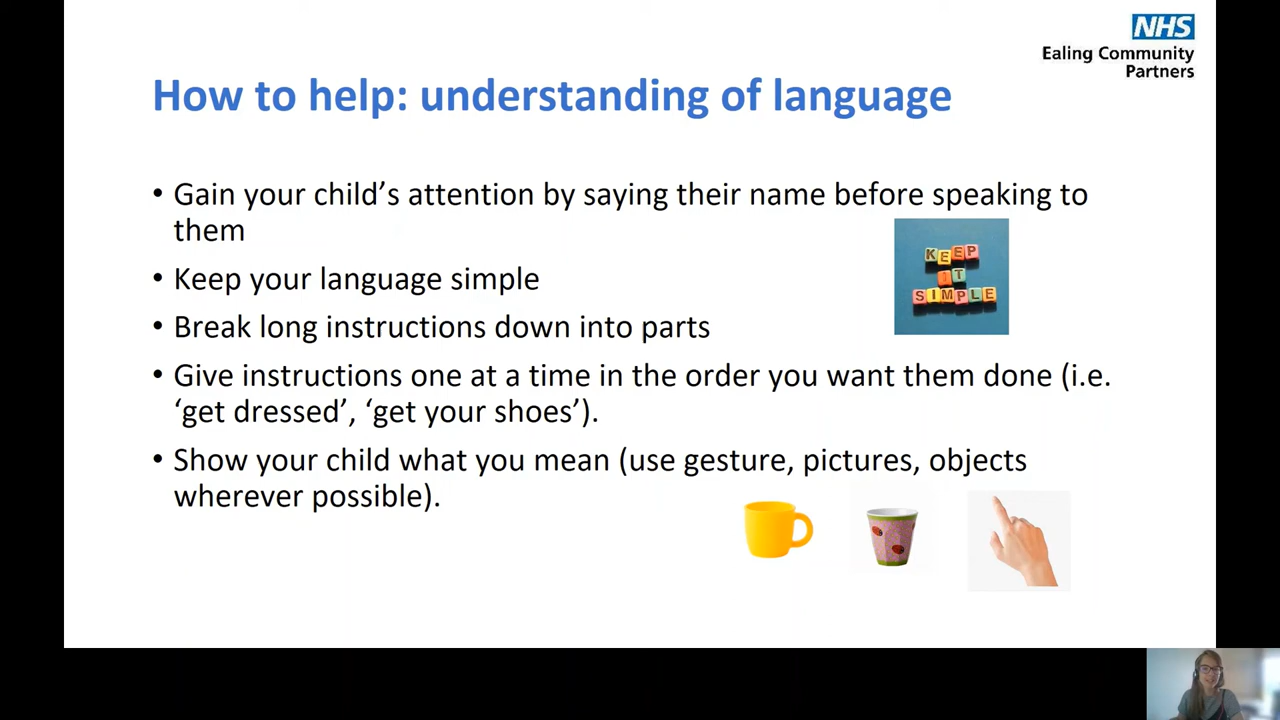 NHS
Ealing Community
Partners
How to help: understanding of language
• Gain your child’s attention by saying their name before speaking to
them
• Keep your language simple
• Break long instructions down into parts
• Give instructions one at a time in the order you want them done (i.e.
‘get dressed’, ‘get your shoes’).
• Show your child what you mean (use gesture, pictures, objects
wherever possible).
KEEP
IT
SIMPLE